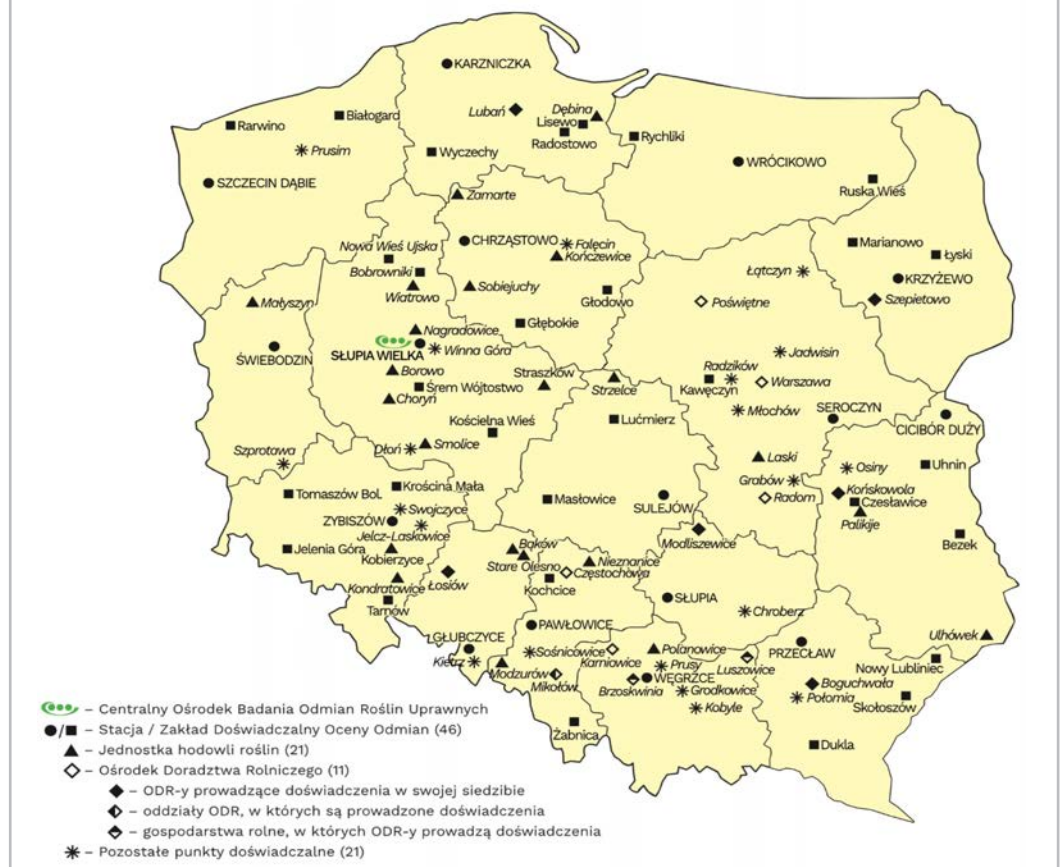 KARZNICZKA
Lubań
Dębina
Lisewo
Radostowo
Białogard
Rarwino
Prusim
Wyczechy
Rychliki
WRÓCIKOWO
SZCZECIN DĄBIE
Ruska Wieś
Zamarte
CHRZĄSTOWO
Falęcin
Kończewice
Nowa Wieś Ujska
Bobrowniki
Wiatrowo
Sobiejuchy
Głodowo
Głębokie
Marianowo
Łyski
KRZYŻEWO
Szepietowo
Łątczyn
Poświętne
Małyszyn
Nagradowice
SŁUPIA WIELKA
Winna Góra
ŚWIEBODZIN
Borowo
Śrem Wójtostwo
Choryń
Straszków
Strzelce
Jadwisin
Radzików
Kawęczyn
Warszawa
Młochów
SEROCZYN
CICIBÓR DUŻY
Kościelna Wieś
Lućmierz
Smolice
Dłoń
Szprotawa
Laski
Grabów
Radom
Osiny
Uhnin
Końskowola
Czesławice
Palikije
Bezek
Tomaszów Bol.
Krościna Mała
Swojczyce
ZYBISZÓW
Jelcz-Laskowice
Masłowice
SULEJÓW
Modliszewice
Jelenia Góra
Kobierzyce
Kondratowice
Tarnów
Łosiów
Bąków
Stare Olesno
Nieznanice
Częstochowa
Kochcice
SŁUPIA
Chroberz
Ulhówek
PAWŁOWICE
GŁUBCZYCE
Kietrz
Sośnicowice
Modzurów
Mikołów
Karniowice
Polanowice
Prusy
Luszowice
WĘGRZCE
Brzoskwinia
Grodkowice
Kobyle
PRZECŁAW
Nowy Lubliniec
Boguchwała
Połomia
Skołoszów
Żabnica
Dukla
– Centralny Ośrodek Badania Odmian Roślin Uprawnych
/ – Stacja / Zakład Doświadczalny Oceny Odmian (46)
– Jednostka hodowli roślin (21)
– Ośrodek Doradztwa Rolniczego (11)
– ODR-y prowadzące doświadczenia w swojej siedzibie
– oddziały ODR, w których są prowadzone doświadczenia
– gospodarstwa rolne, w których ODR-y prowadzą doświadczenia
– Pozostałe punkty doświadczalne (21)